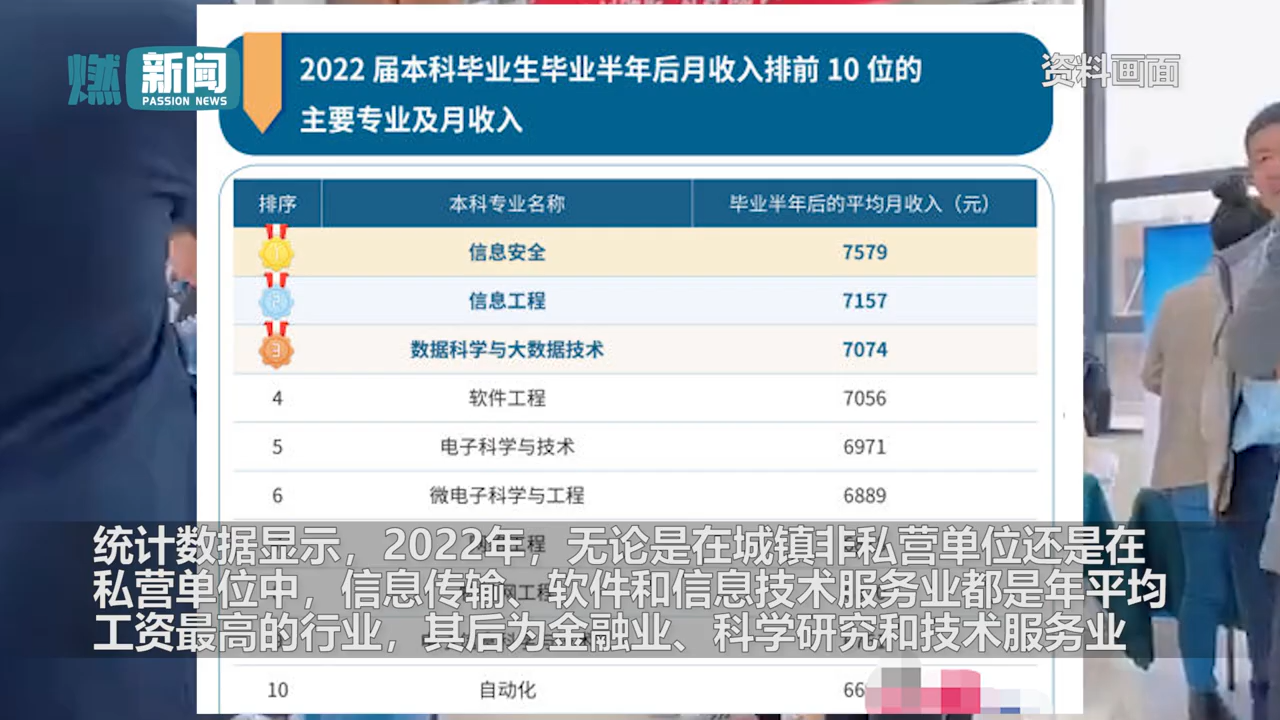 燃 新闻
PASSION NEWS
资料画面
2022 届本科毕业生毕业半年后月收入排前 10 位的
主要专业及月收入
排序 本科专业名称 毕业半年后的平均月收入（元）
1 信息安全 7579
2 信息工程 7157
3 数据科学与大数据技术 7074
4 软件工程 7056
5 电子科学与技术 6971
6 微电子科学与工程 6889
统计数据显示，2022年，无论是在城镇非私营单位还是在
私营单位中，信息传输、软件和信息技术服务业都是年平均
工资最高的行业，其后为金融业、科学研究和技术服务业
10 自动化 66